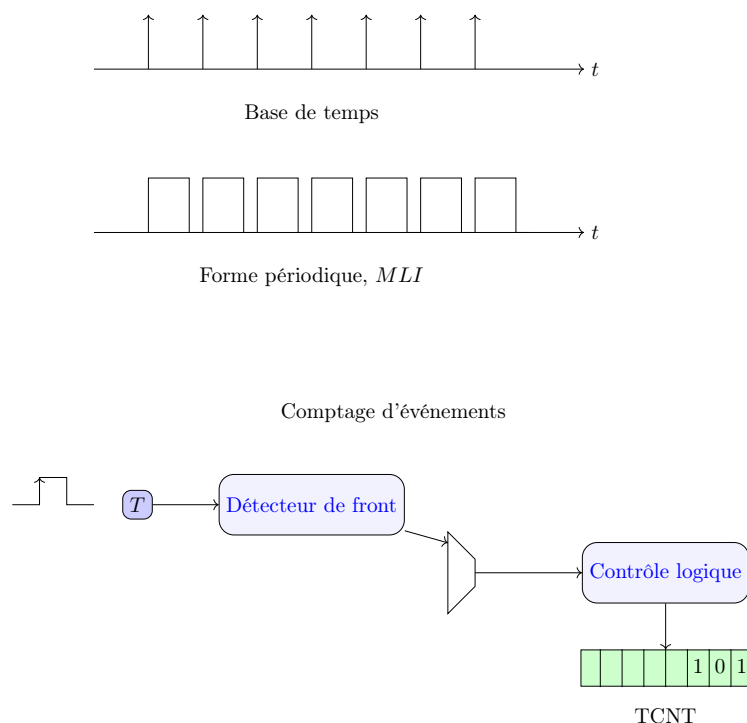 t
Base de temps
t
Forme périodique, MLI
Comptage d'événements
T
Détecteur de front
Contrôle logique
1 0 1
TCNT